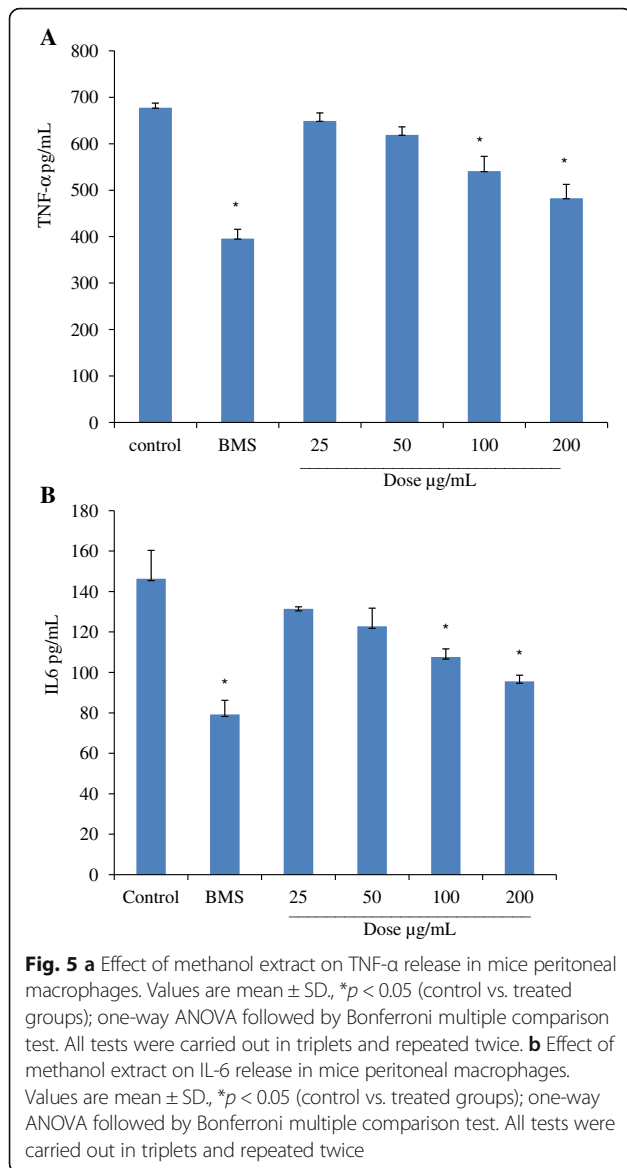 A
800
700
600
500
400
300
200
100
0
TNF-αpg/mL
*
*
*
control BMS 25 50 100 200
Dose µg/mL
B
180
160
140
120
100
80
60
40
20
0
IL6 pg/mL
*
*
*
Control BMS 25 50 100 200
Dose µg/mL
Fig. 5 a Effect of methanol extract on TNF-α release in mice peritoneal
macrophages. Values are mean ± SD., *p < 0.05 (control vs. treated
groups); one-way ANOVA followed by Bonferroni multiple comparison
test. All tests were carried out in triplets and repeated twice. b Effect of
methanol extract on IL-6 release in mice peritoneal macrophages.
Values are mean ± SD., *p < 0.05 (control vs. treated groups); one-way
ANOVA followed by Bonferroni multiple comparison test. All tests were
carried out in triplets and repeated twice